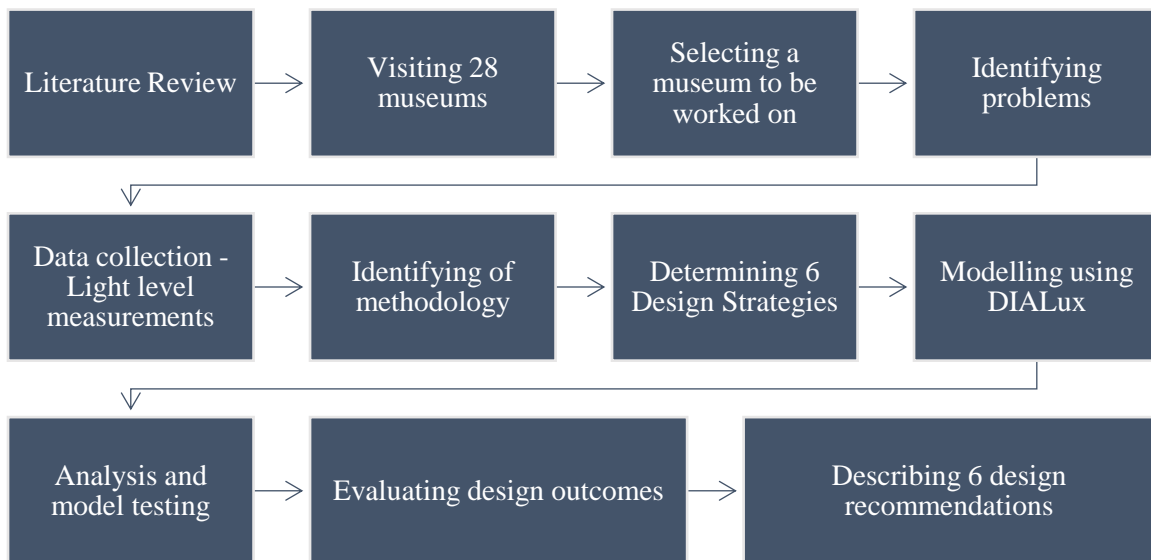 Literature Review
Visiting 28
museums
Selecting a
museum to be
worked on
Identifying
problems
Data collection -
Light level
measurements
Identifying of
methodology
Determining 6
Design Strategies
Modelling using
DIALux
Analysis and
model testing
Evaluating design outcomes
Describing 6 design
recommendations